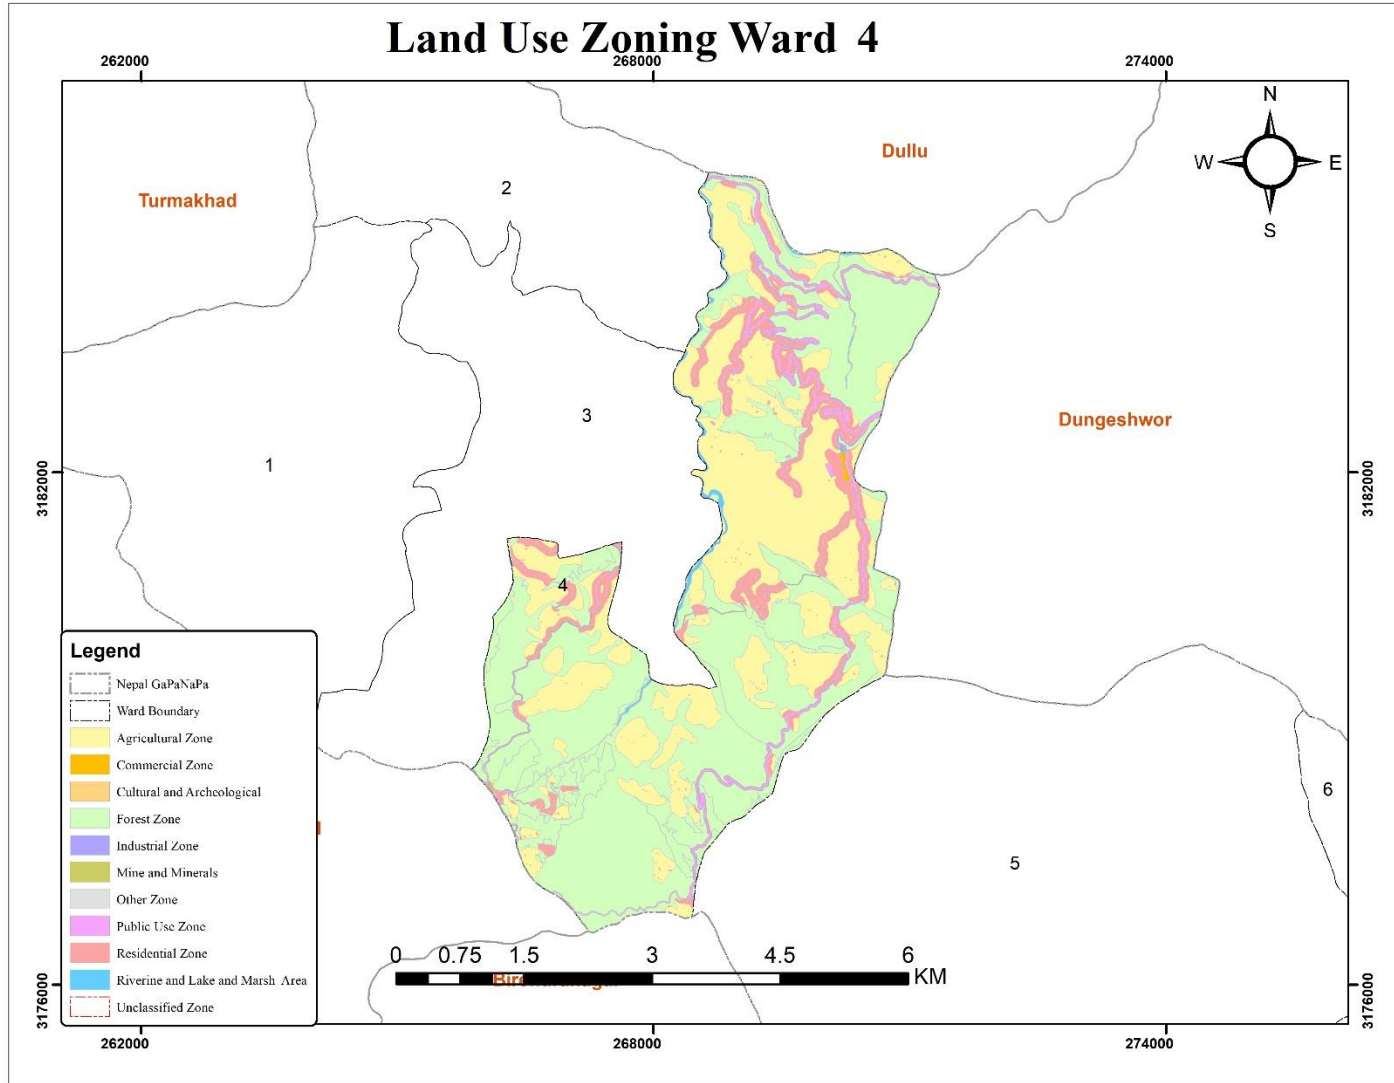 Land Use Zoning Ward 4
262000
268000
274000
N
W
E
S
Dullu
Turmakhad
2
Dungeshwor
3
1
3182000
3182000
4
Legend
Nepal GaPaNaPa
Ward Boundary
Agricultural Zone
Commercial Zone
Cultural and Archeological
Forest Zone
Industrial Zone
Mine and Minerals
Other Zone
Public Use Zone
Residential Zone
Riverine and Lake and Marsh Area
Unclassified Zone
6
5
0 0.75 1.5 3 4.5 6
KM
3176000
3176000
262000
268000
274000